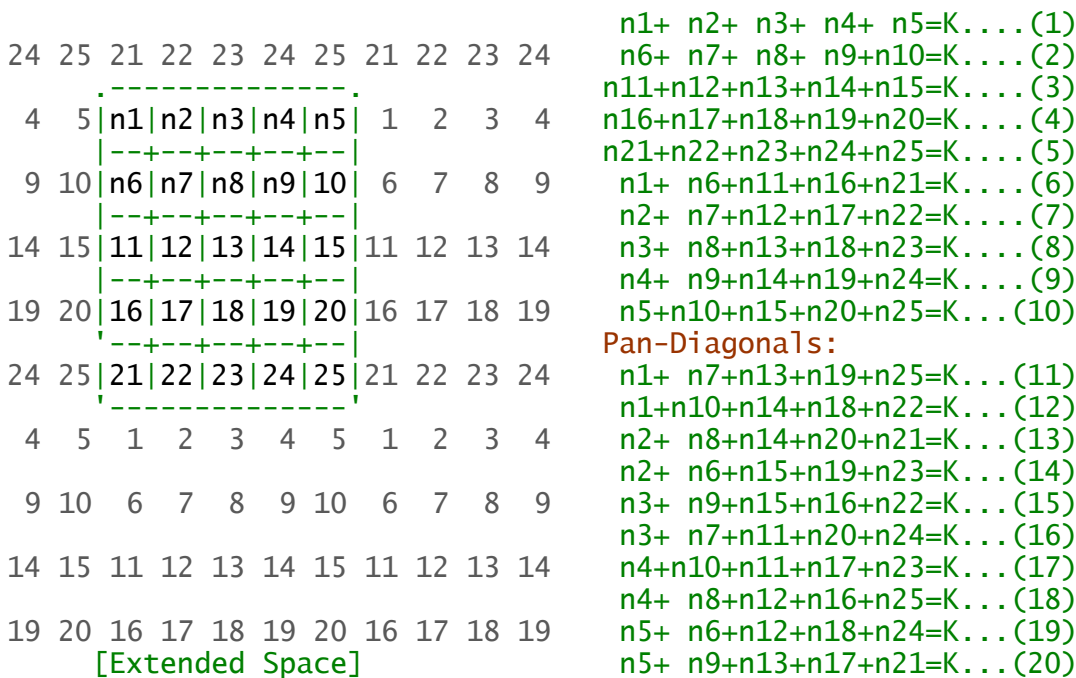 n1+ n2+ n3+ n4+ n5=K....(1)
24 25 21 22 23 24 25 21 22 23 24 n6+ n7+ n8+ n9+n10=K....(2)
.--------------. n11+n12+n13+n14+n15=K....(3)
4 5|n1|n2|n3|n4|n5| 1 2 3 4 n16+n17+n18+n19+n20=K....(4)
|--+--+--+--+--| n21+n22+n23+n24+n25=K....(5)
9 10|n6|n7|n8|n9|10| 6 7 8 9 n1+ n6+n11+n16+n21=K....(6)
|--+--+--+--+--| n2+ n7+n12+n17+n22=K....(7)
14 15|11|12|13|14|15|11 12 13 14 n3+ n8+n13+n18+n23=K....(8)
|--+--+--+--+--| n4+ n9+n14+n19+n24=K....(9)
19 20|16|17|18|19|20|16 17 18 19 n5+n10+n15+n20+n25=K...(10)
'--+--+--+--+--| Pan-Diagonals:
24 25|21|22|23|24|25|21 22 23 24 n1+ n7+n13+n19+n25=K...(11)
'--------------' n1+n10+n14+n18+n22=K...(12)
4 5 1 2 3 4 5 1 2 3 4 n2+ n8+n14+n20+n21=K...(13)
n2+ n6+n15+n19+n23=K...(14)
9 10 6 7 8 9 10 6 7 8 9 n3+ n9+n15+n16+n22=K...(15)
n3+ n7+n11+n20+n24=K...(16)
14 15 11 12 13 14 15 11 12 13 14 n4+n10+n11+n17+n23=K...(17)
n4+ n8+n12+n16+n25=K...(18)
19 20 16 17 18 19 20 16 17 18 19 n5+ n6+n12+n18+n24=K...(19)
[Extended Space] n5+ n9+n13+n17+n21=K...(20)